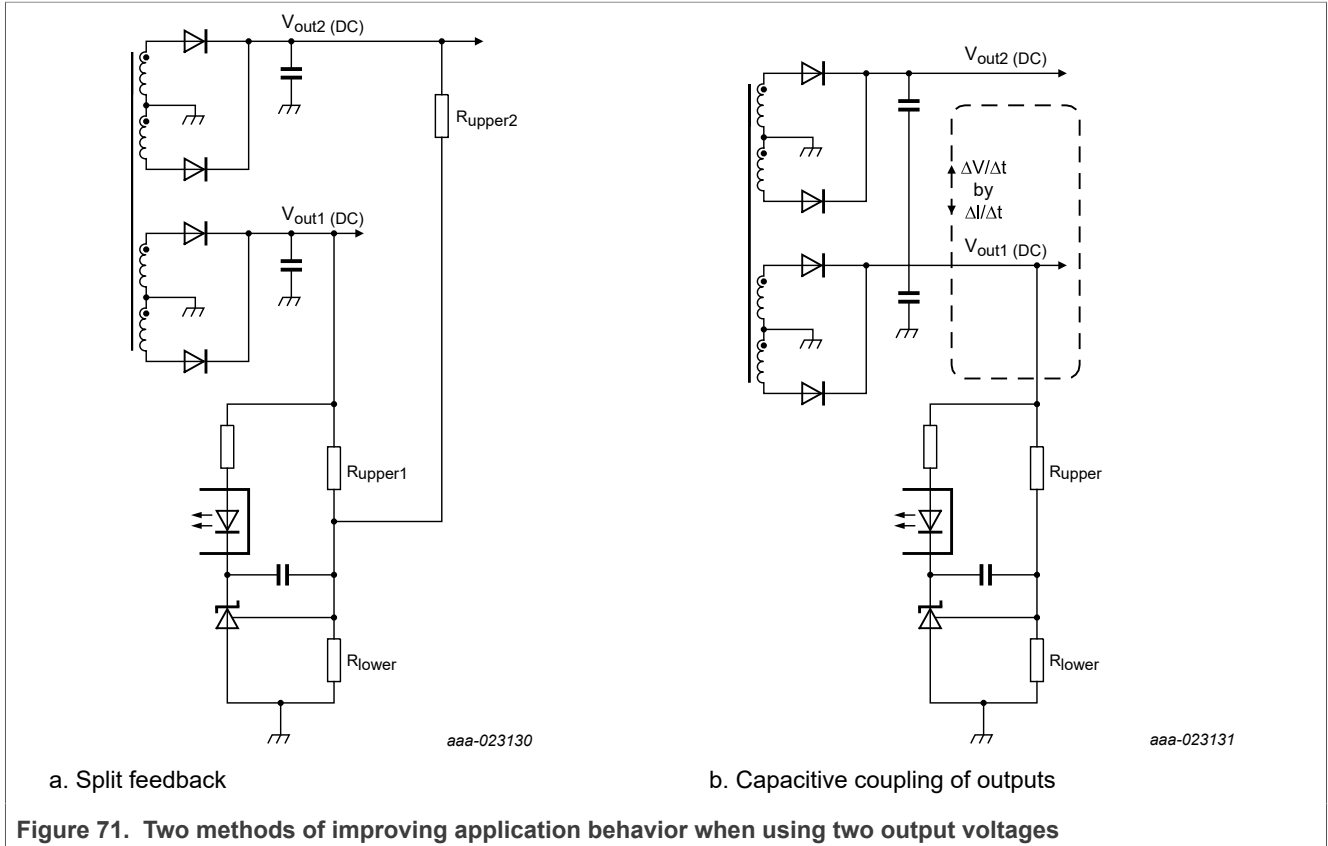 Vout2 (DC)
Rupper2
Vout1 (DC)
Rupper1
Rlower
aaa-023130
a. Split feedback
Vout2 (DC)
ΔV/Δt
by
ΔI/Δt
Vout1 (DC)
Rupper
Rlower
aaa-023131
b. Capacitive coupling of outputs
Figure 71. Two methods of improving application behavior when using two output voltages